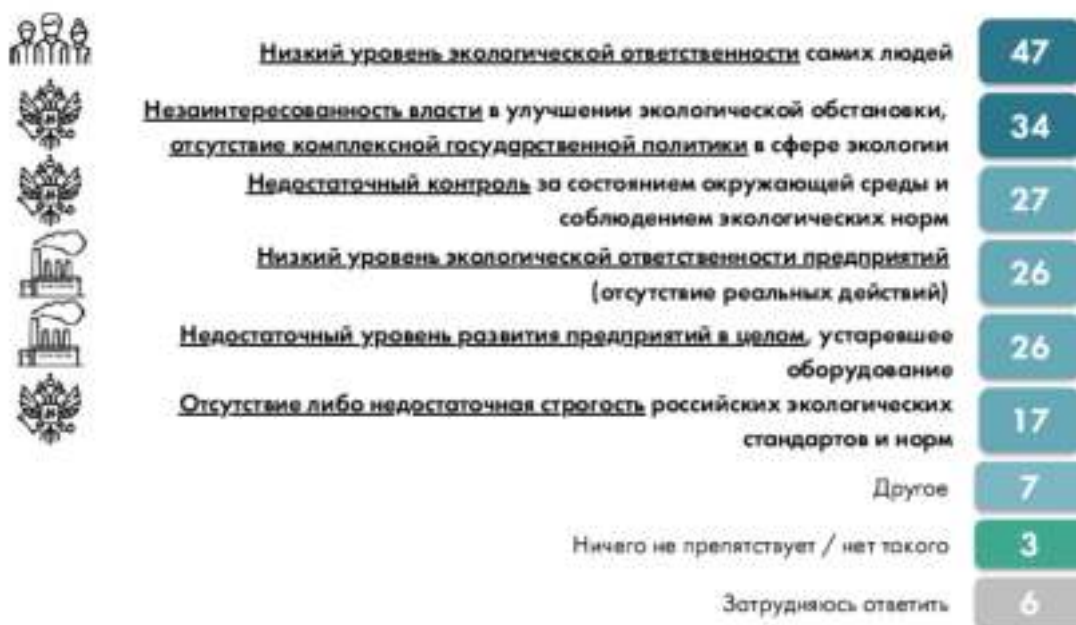 Низкий уровень экологической ответственности самих людей
47
Незаинтересованность власти в улучшении экологической обстановки,
отсутствие комплексной государственной политики в сфере экологии
34
Недостаточный контроль за состоянием окружающей среды и
соблюдением экологических норм
27
Низкий уровень экологической ответственности предприятий
(отсутствие реальных действий)
26
Недостаточный уровень развития предприятий в целом, устаревшее
оборудование
26
Отсутствие либо недостаточная строгость российских экологических
стандартов и норм
17
Другое
7
Ничего не препятствует / нет такого
3
Затрудняюсь ответить
6